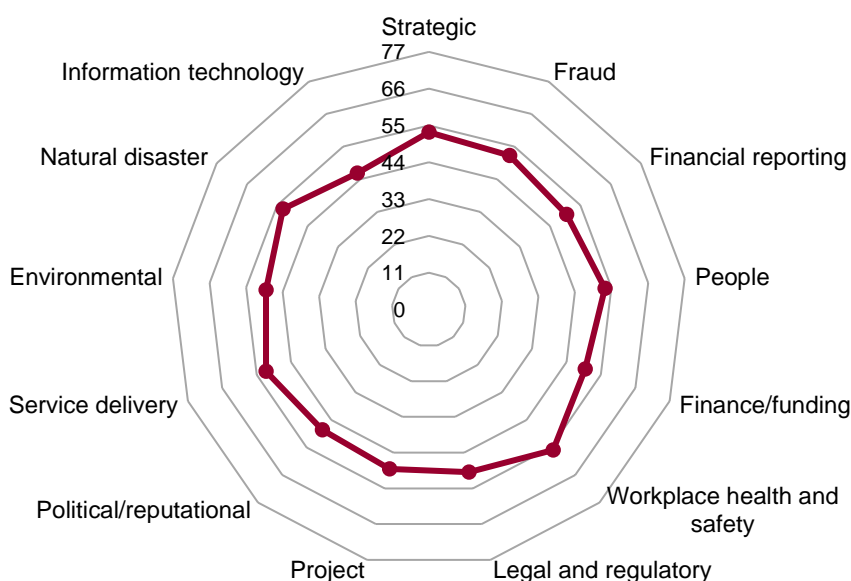 Strategic
77
Information technology
Fraud
66
55
Natural disaster
Financial reporting
44
33
22
Environmental
People
11
0
Service delivery
Finance/funding
Political/reputational
Workplace health and
safety
Project
Legal and regulatory